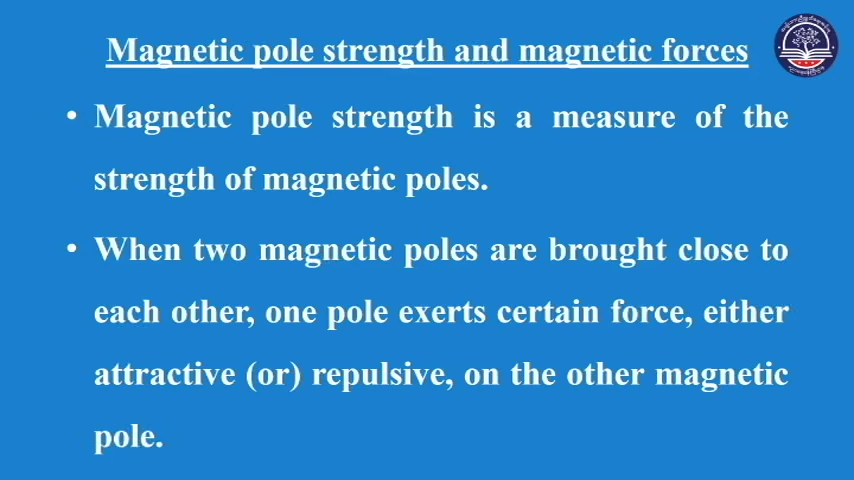 Magnetic pole strength and magnetic forces
• Magnetic pole strength is a measure of the
strength of magnetic poles.
• When two magnetic poles are brought close to
each other, one pole exerts certain force, either
attractive (or) repulsive, on the other magnetic
pole.